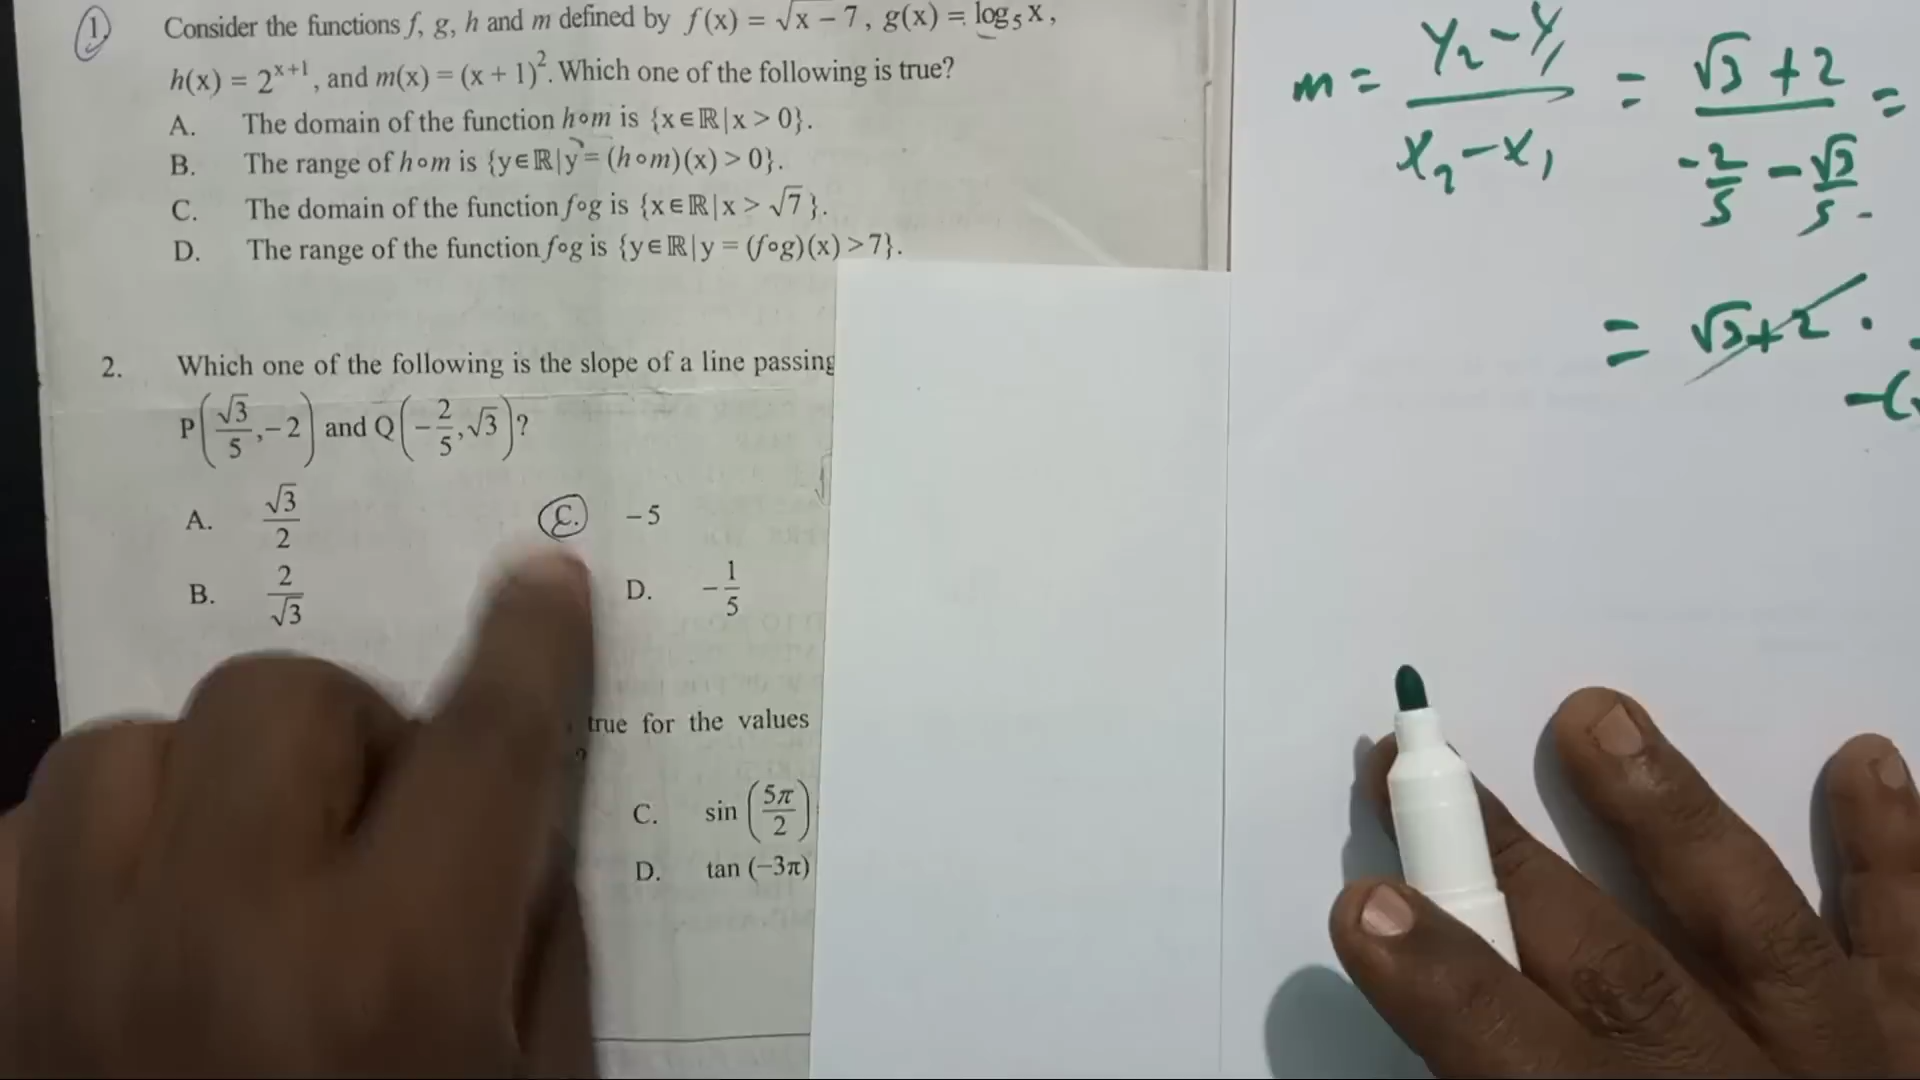 1. Consider the functions f, g, h and m defined by f(x) = √x − 7, g(x) = log₅x,
h(x) = 2ˣ⁺¹, and m(x) = (x + 1)². Which one of the following is true?
A. The domain of the function h∘m is {x∈ℝ|x > 0}.
B. The range of h∘m is {y∈ℝ|y = (h∘m)(x) > 0}.
C. The domain of the function f∘g is {x∈ℝ|x > √7}.
D. The range of the function f∘g is {y∈ℝ|y = (f∘g)(x) > 7}.
2. Which one of the following is the slope of a line passing
P(√3/5, −2) and Q(−2/5, √3)?
A. √3/2
C. −5
B. 2/√3
D. −1/5
true for the values
?
C. sin (5π/2)
D. tan (−3π)
m = y₂ − y₁ / x₂ − x₁ = √3 + 2 / −2/5 − √3/5 =
= √3 + 2 .
−(